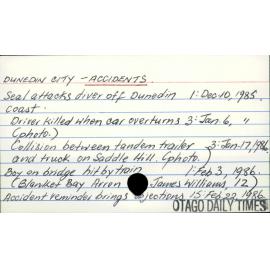 DUNEDIN CITY - ACCIDENTS.
Seal attacks diver off Dunedin 1: Dec 10, 1985.
Coast.
Driver killed when car overturns 3: Jan 6, "
(photo.)
Collision between tandem trailer 3: Jan 17, 1986
and truck on Saddle Hill. (photo.)
Boy on bridge hit by train 1: Feb 3, 1986.
(Blanket Bay Arron James Williams, 12)
Accident reminder brings objections 15: Feb 22 1986
OTAGO DAILY TIMES